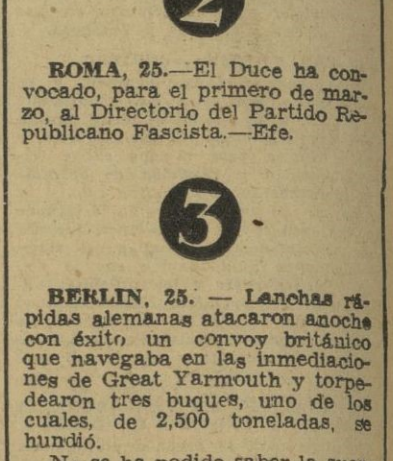 2
ROMA, 25.—El Duce ha con-
vocado, para el primero de mar-
zo, al Directorio del Partido Re-
publicano Fascista.—Efe.
3
BERLIN, 25. — Lanchas rá-
pidas alemanas atacaron anoche
con éxito un convoy británico
que navegaba en las inmediacio-
nes de Great Yarmouth y torpe-
dearon tres buques, uno de los
cuales, de 2,500 toneladas, se
hundió.